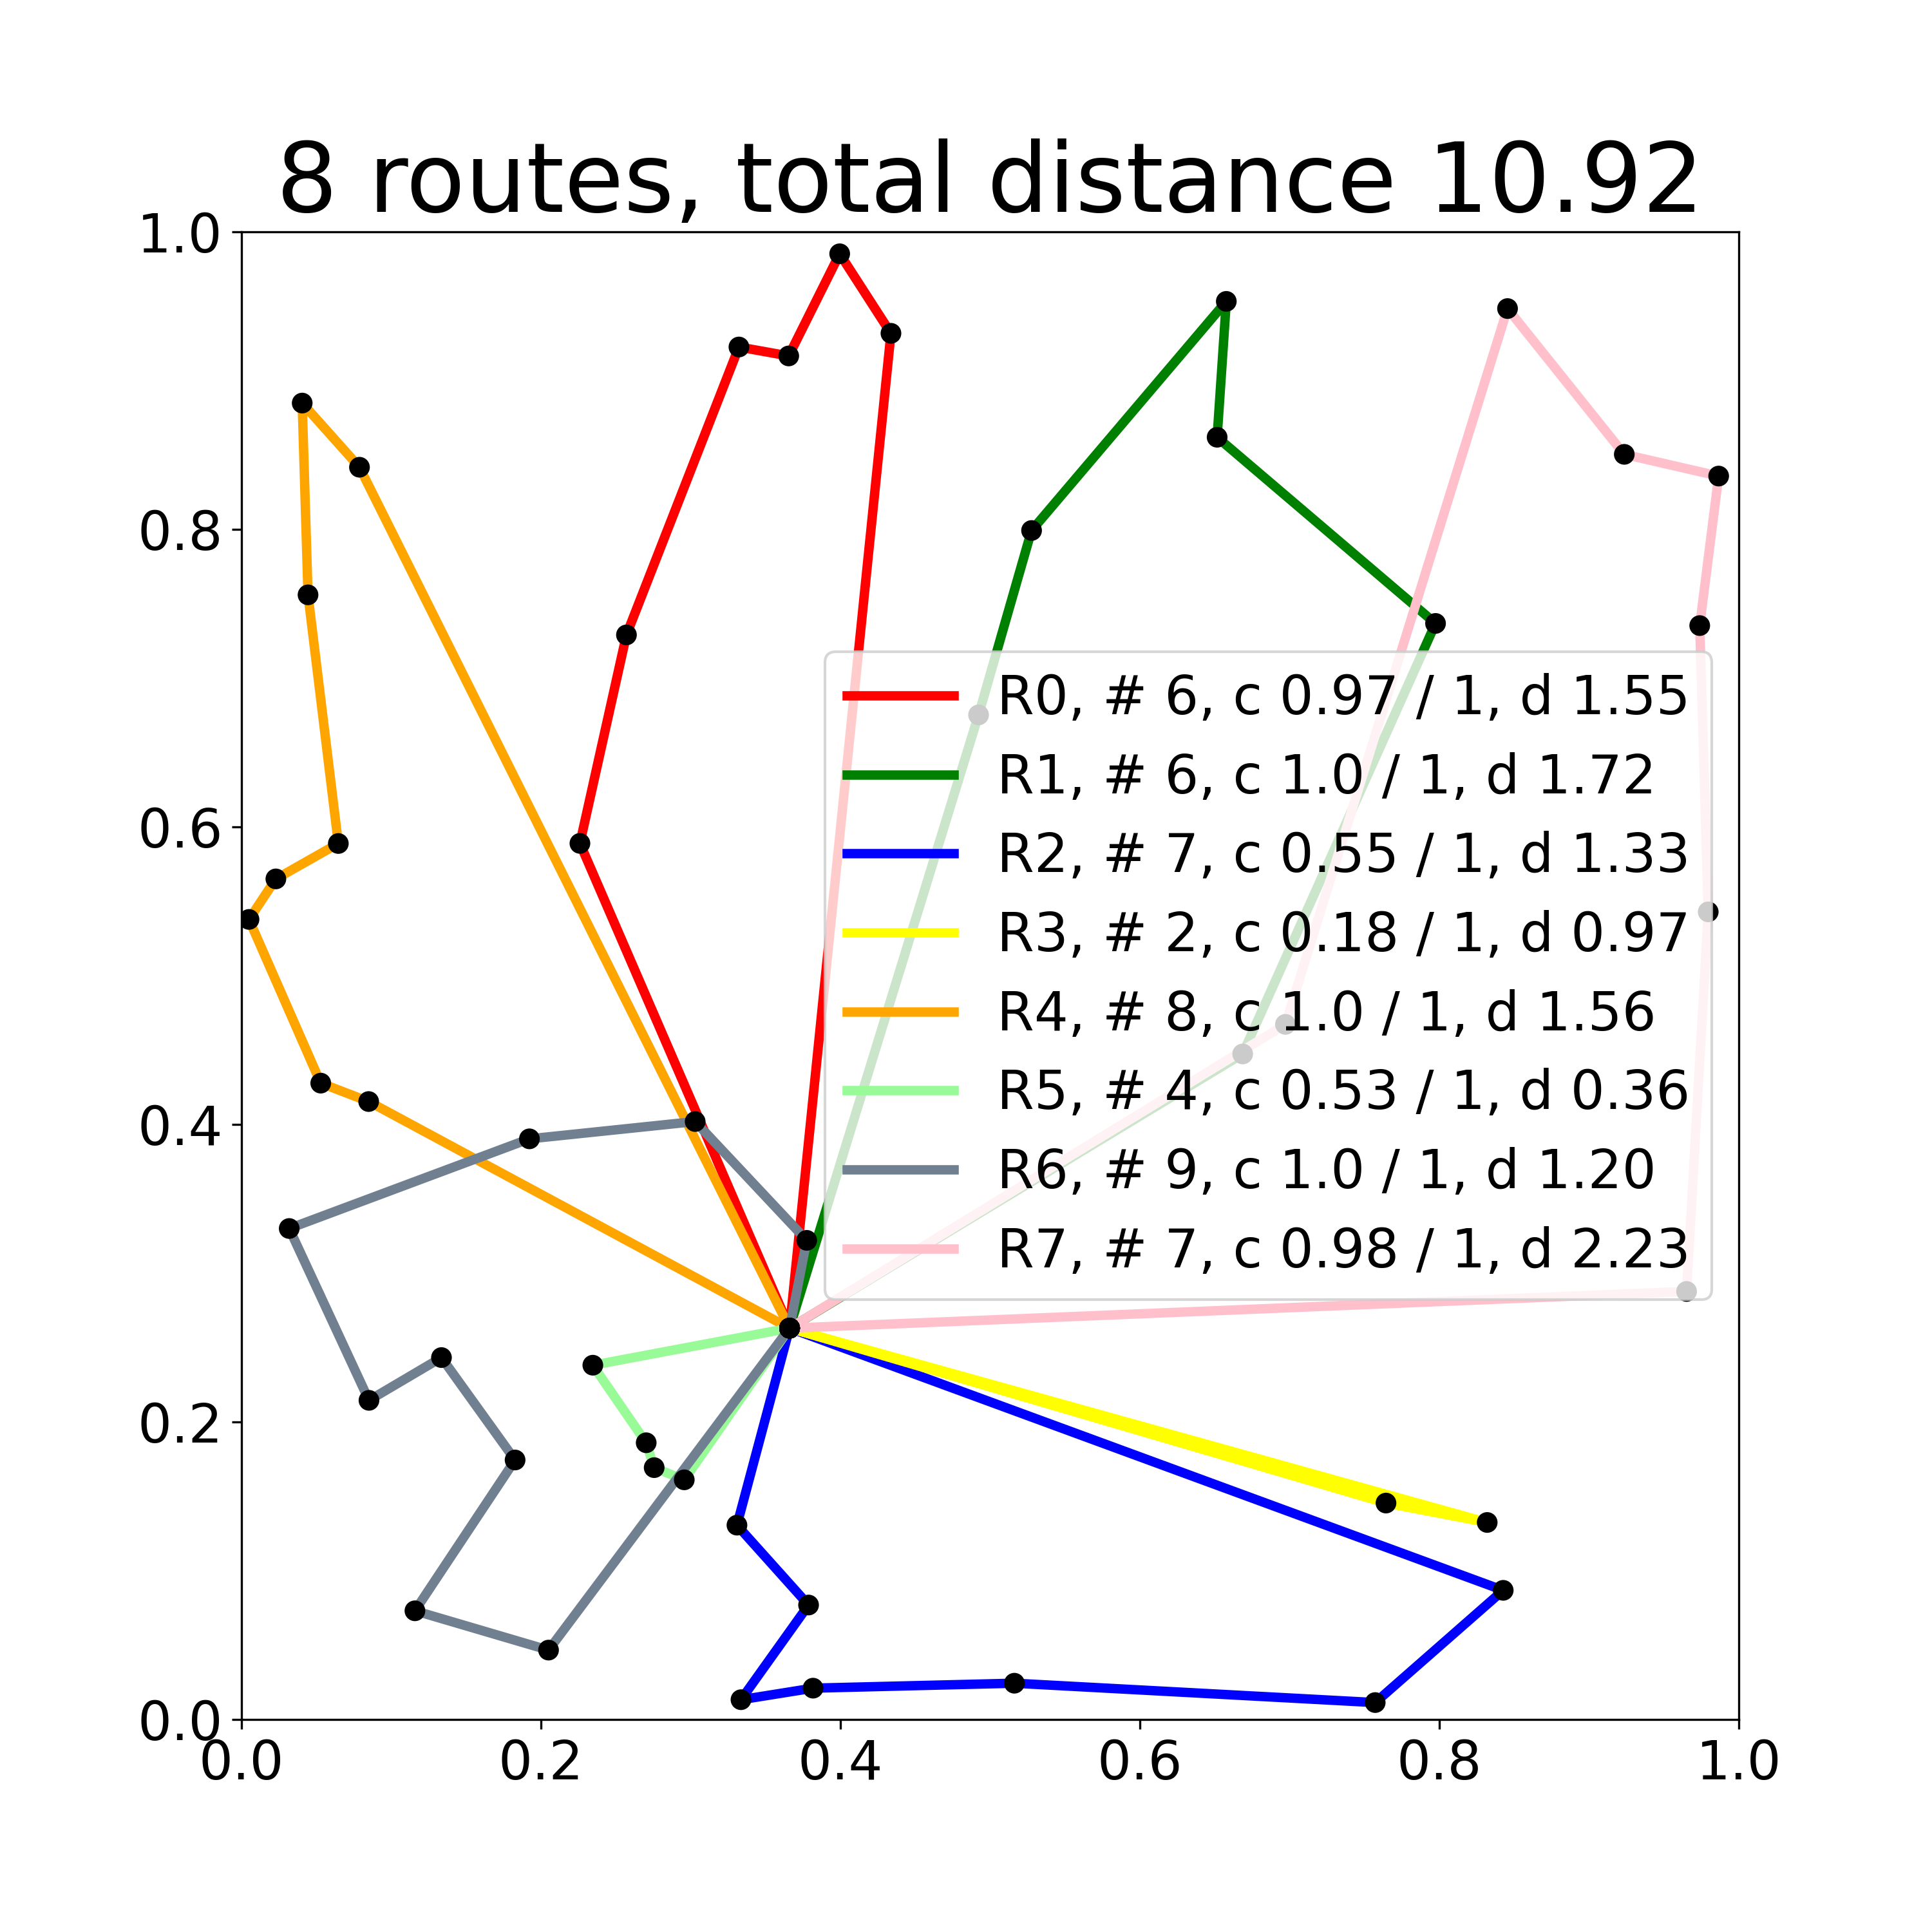 8 routes, total distance 10.92
1.0
0.8
0.6
0.4
0.2
0.0
R0, # 6, c 0.97 / 1, d 1.55
R1, # 6, c 1.0 / 1, d 1.72
R2, # 7, c 0.55 / 1, d 1.33
R3, # 2, c 0.18 / 1, d 0.97
R4, # 8, c 1.0 / 1, d 1.56
R5, # 4, c 0.53 / 1, d 0.36
R6, # 9, c 1.0 / 1, d 1.20
R7, # 7, c 0.98 / 1, d 2.23
0.0 0.2 0.4 0.6 0.8 1.0